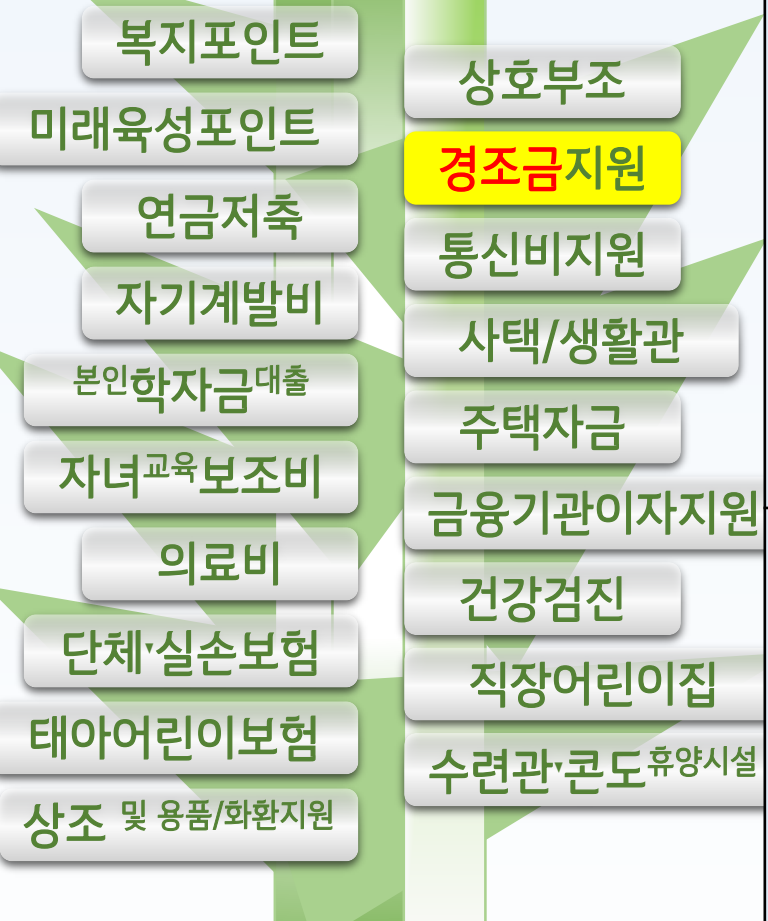 복지포인트
미래육성포인트
연금저축
자기계발비
본인학자금대출
자녀교육보조비
의료비
단체▾실손보험
태아어린이보험
상조 및 용품/화환지원
상호부조
경조금지원
통신비지원
사택/생활관
주택자금
금융기관이자지원
건강검진
직장어린이집
수련관▾콘도휴양시설